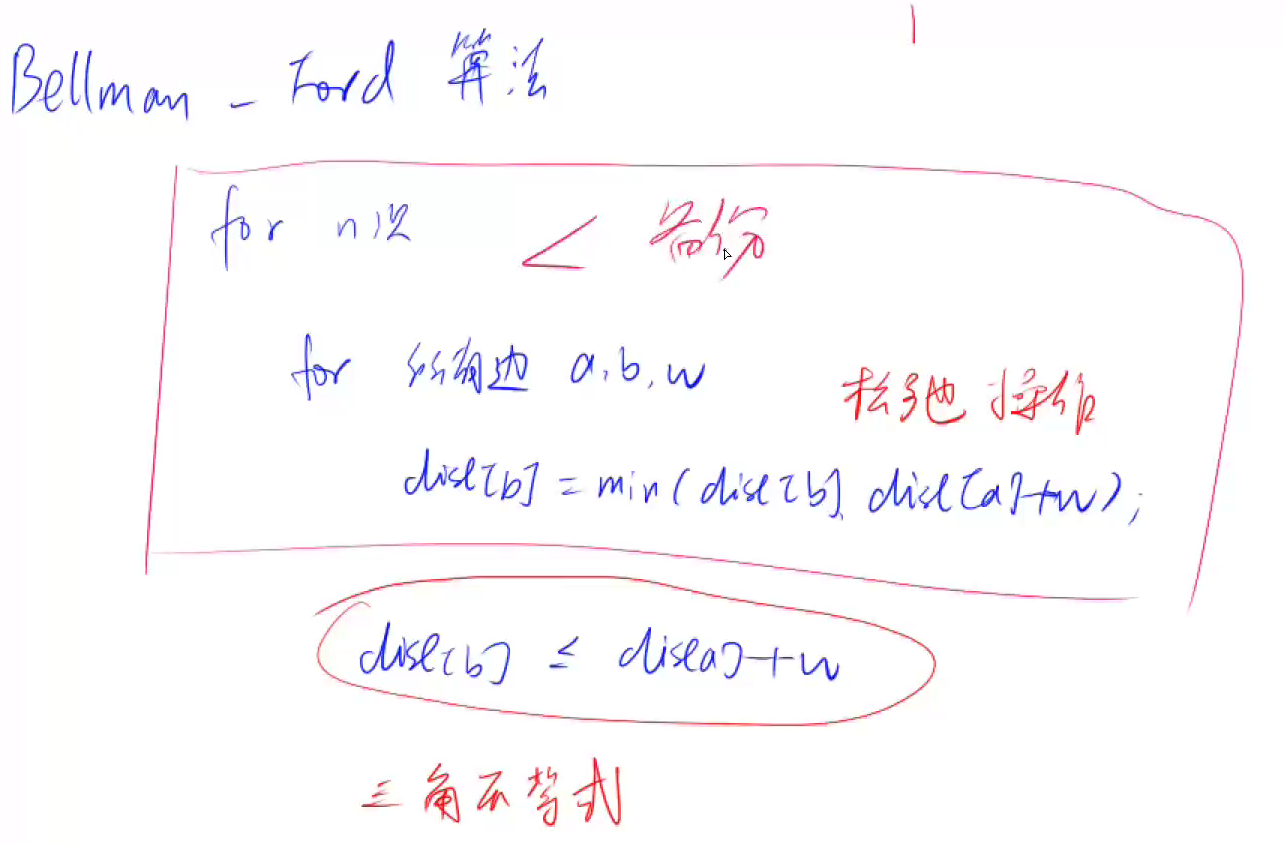 Bellman - Ford 算法
for n次 < 备份
for 所有边 a,b,w
松弛操作
dist[b] = min(dist[b], dist[a]+w);
dist[b] ≤ dist[a]+w
三角不等式